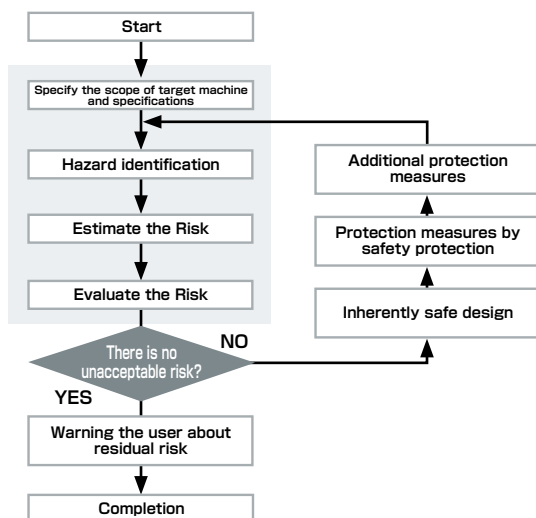 Start
Specify the scope of target machine
and specifications
Hazard identification
Estimate the Risk
Evaluate the Risk
There is no
unacceptable risk?
NO
YES
Warning the user about
residual risk
Completion
Additional protection
measures
Protection measures by
safety protection
Inherently safe design